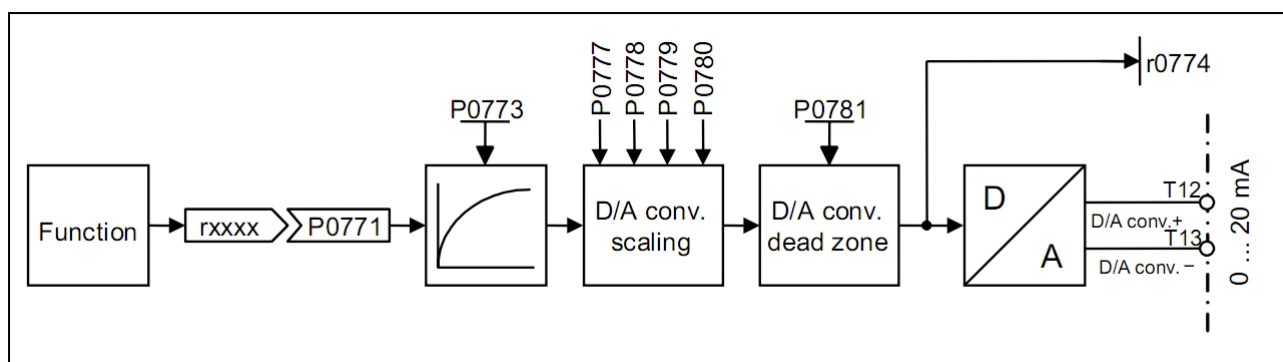 P0777
P0778
P0779
P0780
r0774
P0773
P0781
Function
rxxxx
P0771
D/A conv.
scaling
D/A conv.
dead zone
D
A
T12
D/A conv.+
T13
D/A conv. –
0 ... 20 mA